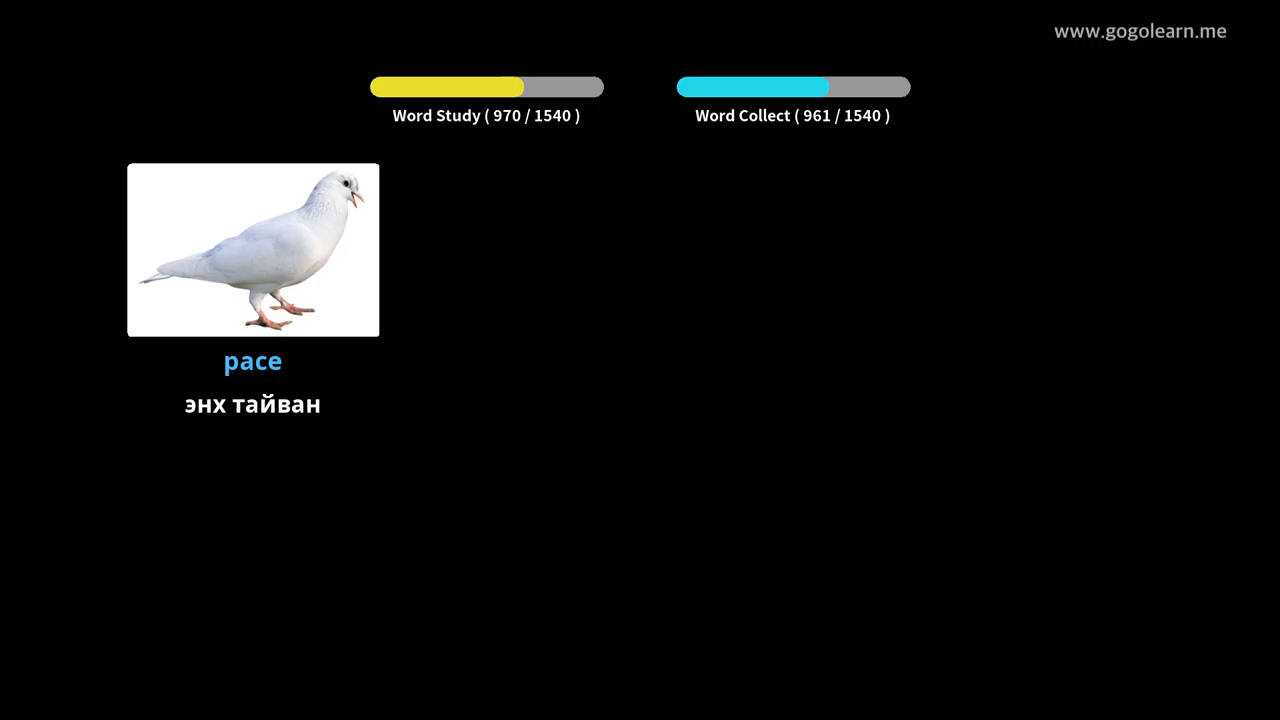 www.gogolearn.me
Word Study ( 970 / 1540 )
Word Collect ( 961 / 1540 )
pace
энх тайван